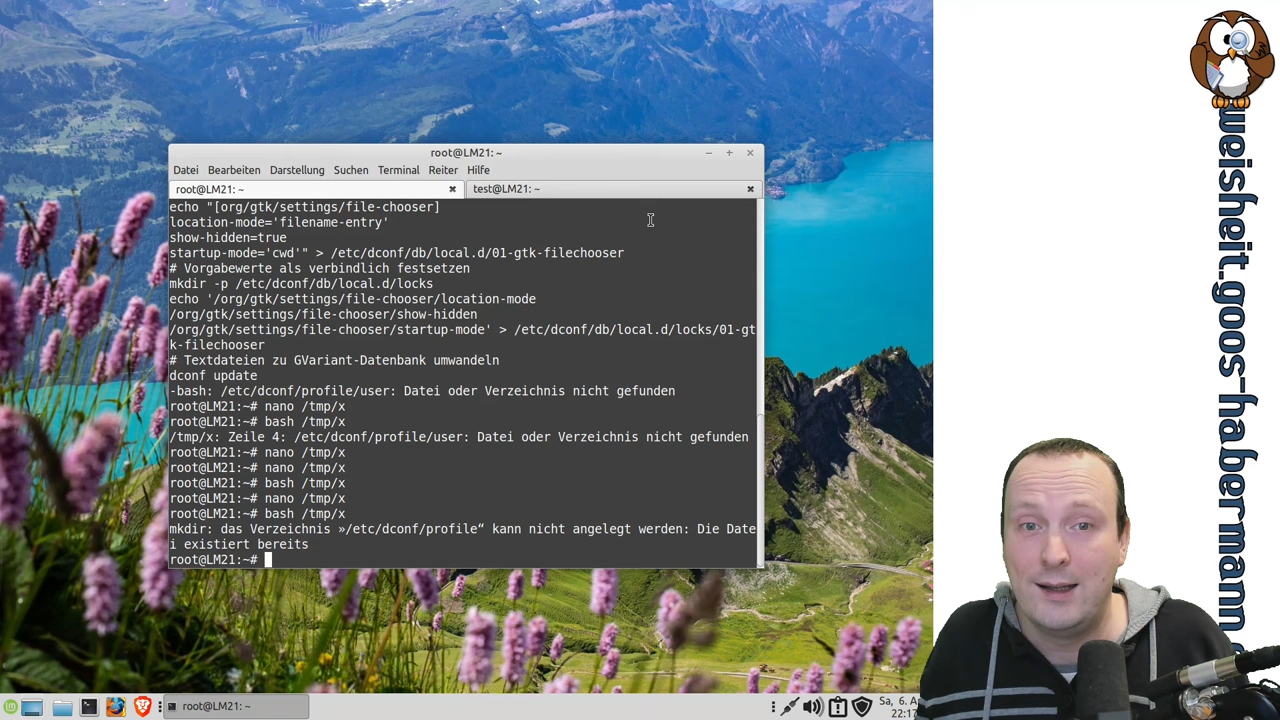 root@LM21: ~
Datei Bearbeiten Darstellung Suchen Terminal Reiter Hilfe
root@LM21: ~
test@LM21: ~
echo "[org/gtk/settings/file-chooser]
location-mode='filename-entry'
show-hidden=true
startup-mode='cwd'" > /etc/dconf/db/local.d/01-gtk-filechooser
# Vorgabewerte als verbindlich festsetzen
mkdir -p /etc/dconf/db/local.d/locks
echo '/org/gtk/settings/file-chooser/location-mode
/org/gtk/settings/file-chooser/show-hidden
/org/gtk/settings/file-chooser/startup-mode' > /etc/dconf/db/local.d/locks/01-gt
k-filechooser
# Textdateien zu GVariant-Datenbank umwandeln
dconf update
-bash: /etc/dconf/profile/user: Datei oder Verzeichnis nicht gefunden
root@LM21:~# nano /tmp/x
root@LM21:~# bash /tmp/x
/tmp/x: Zeile 4: /etc/dconf/profile/user: Datei oder Verzeichnis nicht gefunden
root@LM21:~# nano /tmp/x
root@LM21:~# nano /tmp/x
root@LM21:~# bash /tmp/x
root@LM21:~# nano /tmp/x
root@LM21:~# bash /tmp/x
mkdir: das Verzeichnis »/etc/dconf/profile“ kann nicht angelegt werden: Die Date
i existiert bereits
root@LM21:~#
root@LM21: ~
Sa, 6. A
22:17
weisheit.goos-habermann.